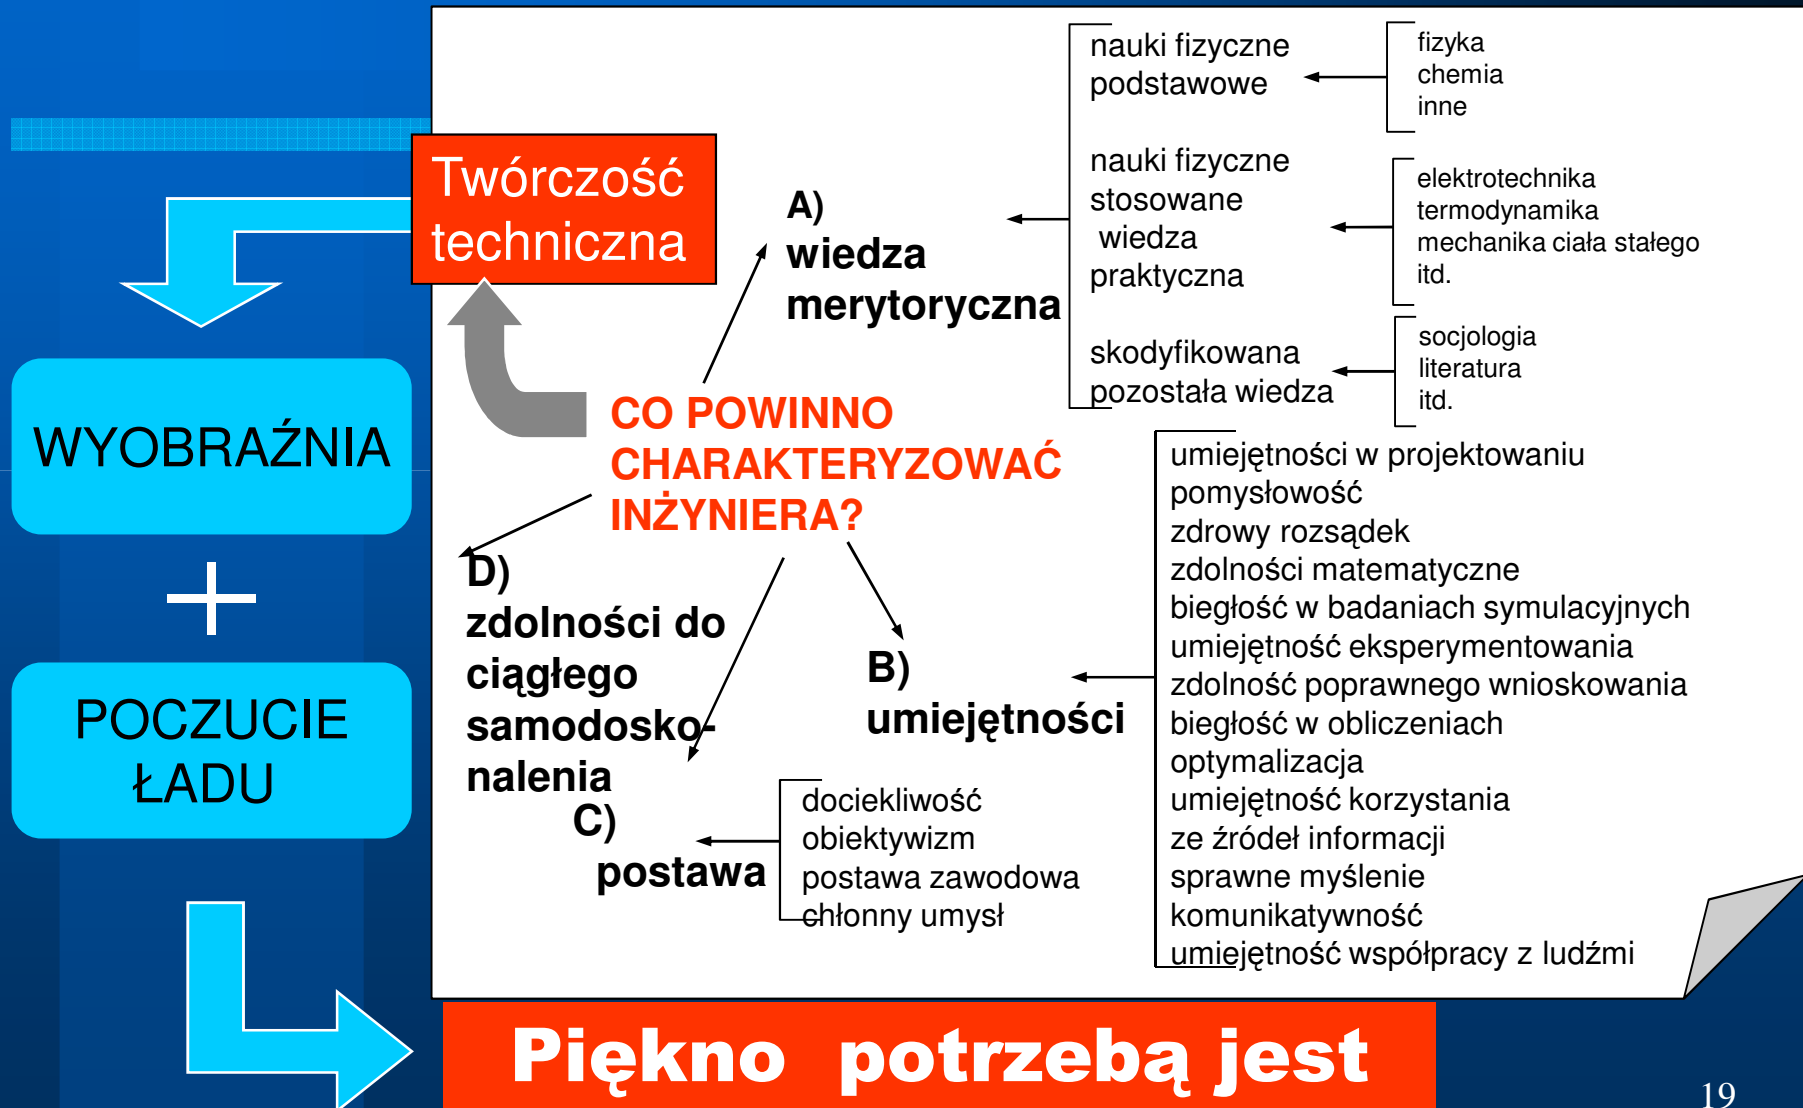 Twórczość
techniczna
WYOBRAŹNIA
+
POCZUCIE
ŁADU
CO POWINNO
CHARAKTERYZOWAĆ
INŻYNIERA?
A)
wiedza
merytoryczna
nauki fizyczne
podstawowe
fizyka
chemia
inne
nauki fizyczne
stosowane
wiedza
praktyczna
elektrotechnika
termodynamika
mechanika ciała stałego
itd.
skodyfikowana
pozostała wiedza
socjologia
literatura
itd.
B)
umiejętności
umiejętności w projektowaniu
pomysłowość
zdrowy rozsądek
zdolności matematyczne
biegłość w badaniach symulacyjnych
umiejętność eksperymentowania
zdolność poprawnego wnioskowania
biegłość w obliczeniach
optymalizacja
umiejętność korzystania
ze źródeł informacji
sprawne myślenie
komunikatywność
umiejętność współpracy z ludźmi
D)
zdolności do
ciągłego
samodosko-
nalenia
C)
postawa
dociekliwość
obiektywizm
postawa zawodowa
chłonny umysł
Piękno potrzebą jest
19